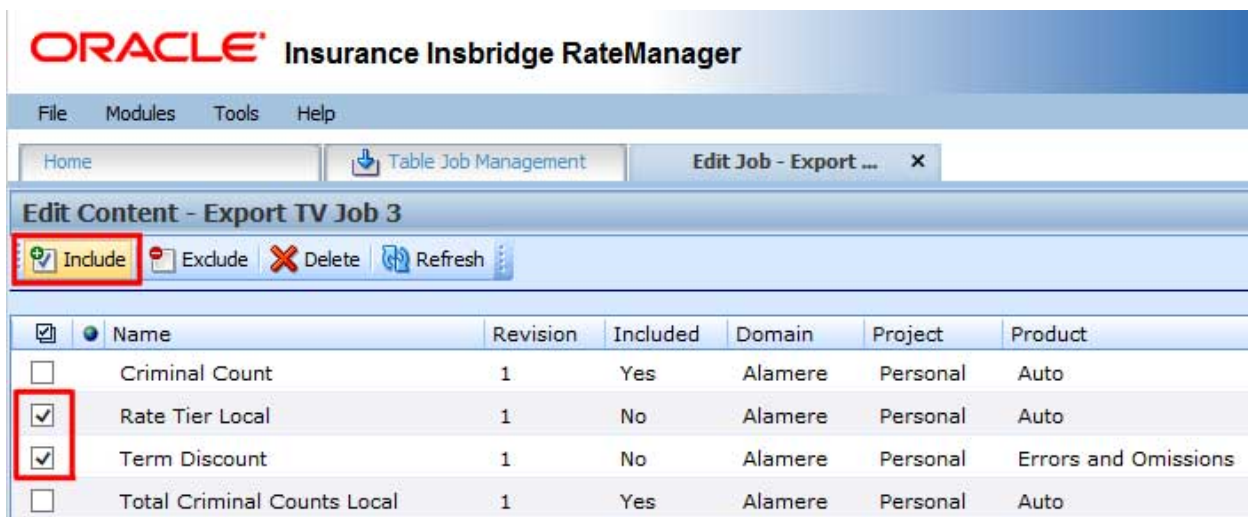 ORACLE Insurance Insbridge RateManager
File Modules Tools Help
Home Table Job Management Edit Job - Export ... ×
Edit Content - Export TV Job 3
Include Exclude Delete Refresh
Name Revision Included Domain Project Product
Criminal Count 1 Yes Alamere Personal Auto
Rate Tier Local 1 No Alamere Personal Auto
Term Discount 1 No Alamere Personal Errors and Omissions
Total Criminal Counts Local 1 Yes Alamere Personal Auto